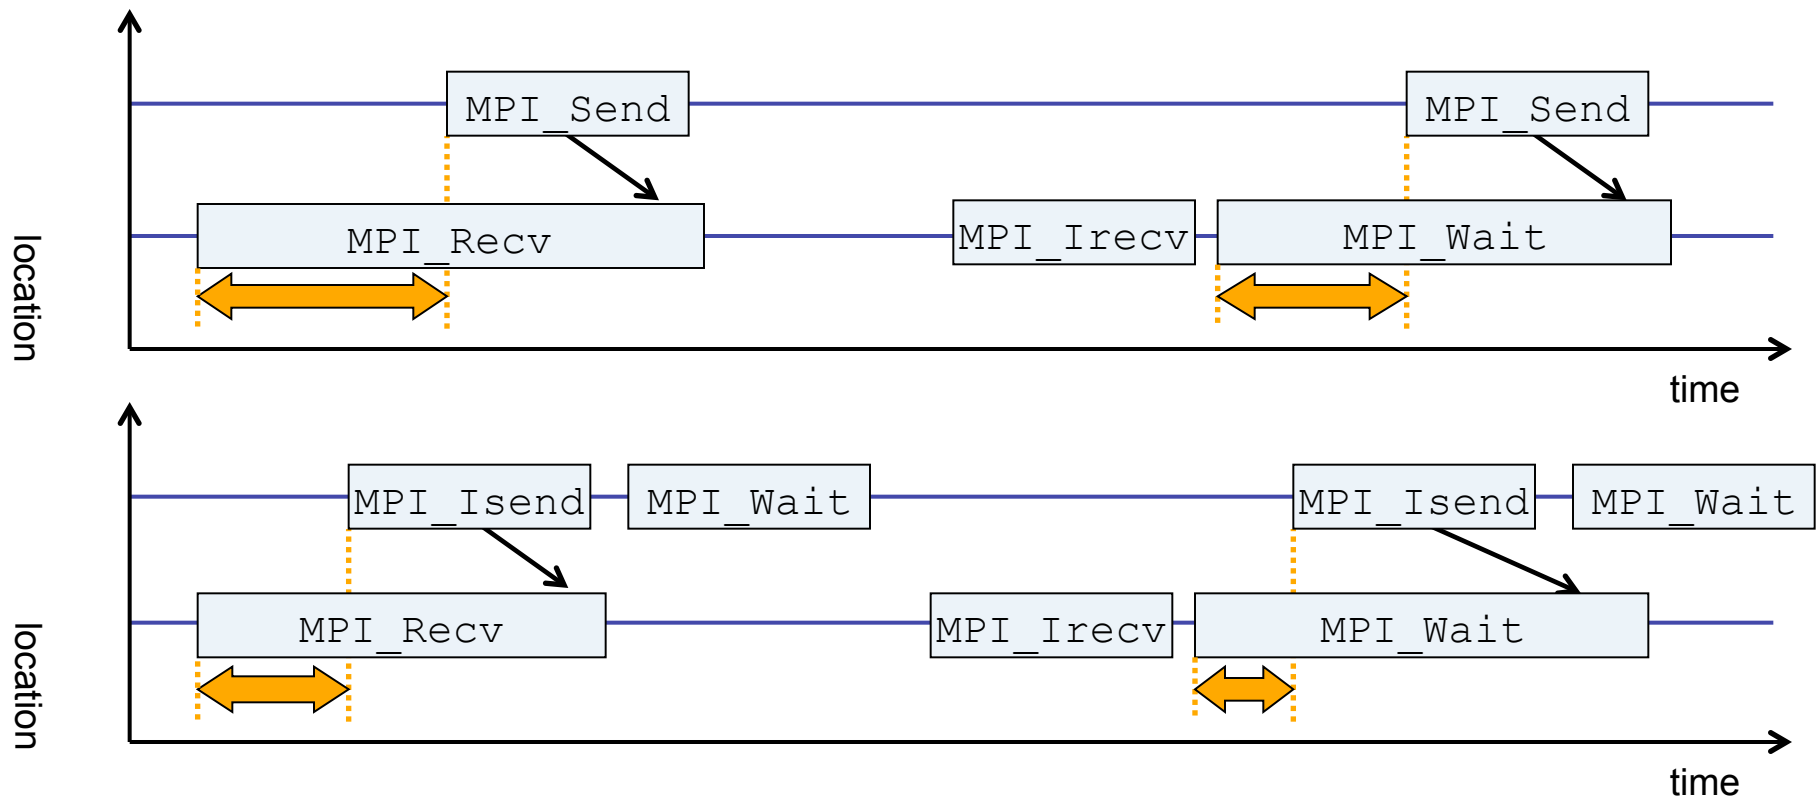 MPI_Send
MPI_Send
MPI_Recv
MPI_Irecv
MPI_Wait
location
time
MPI_Isend
MPI_Wait
MPI_Isend
MPI_Wait
MPI_Recv
MPI_Irecv
MPI_Wait
location
time